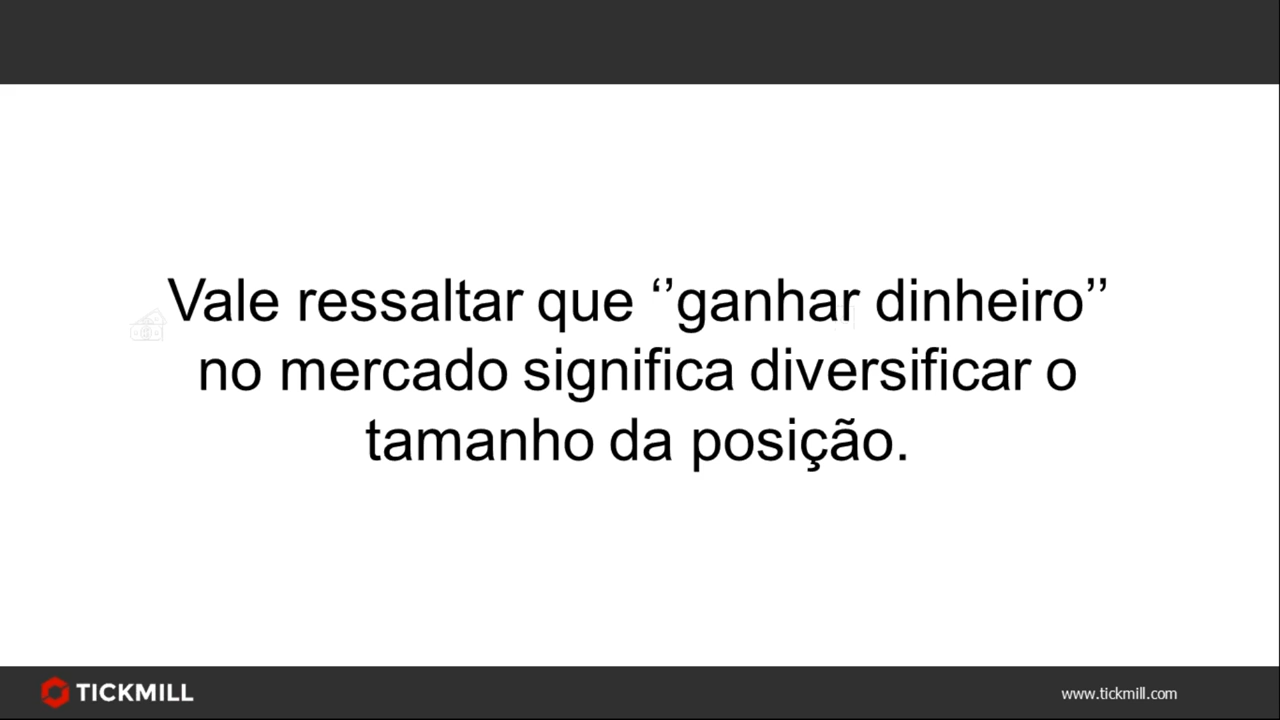 Vale ressaltar que ‘’ganhar dinheiro’’
no mercado significa diversificar o
tamanho da posição.
TICKMILL
www.tickmill.com